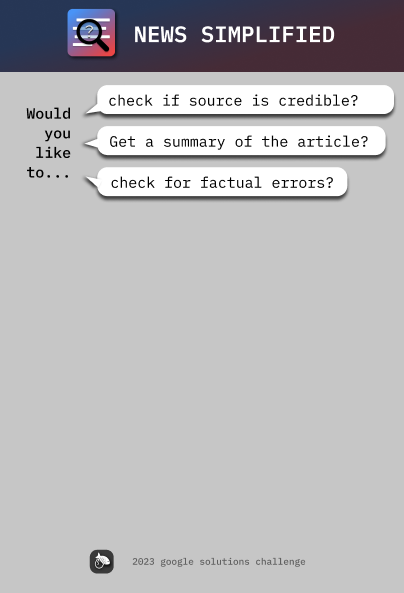 NEWS SIMPLIFIED
Would
you
like
to...
check if source is credible?
Get a summary of the article?
check for factual errors?
2023 google solutions challenge